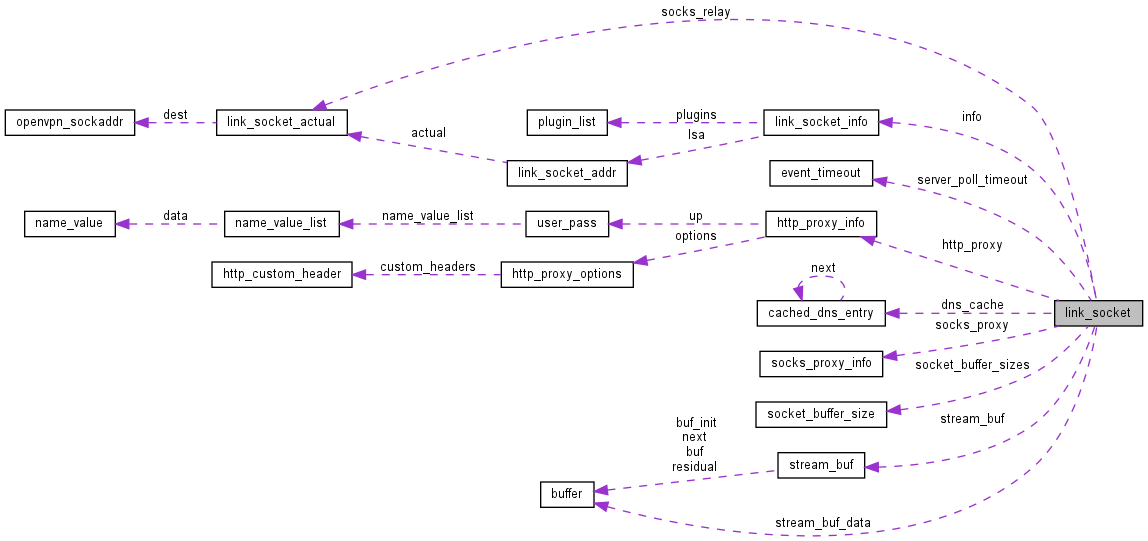 socks_relay
openvpn_sockaddr
dest
link_socket_actual
actual
plugin_list
plugins
link_socket_info
info
lsa
link_socket_addr
event_timeout
server_poll_timeout
name_value
data
name_value_list
name_value_list
user_pass
up
http_proxy_info
http_proxy
options
http_custom_header
custom_headers
http_proxy_options
next
cached_dns_entry
dns_cache
link_socket
socks_proxy
socks_proxy_info
socket_buffer_sizes
socket_buffer_size
stream_buf
buf_init
next
buf
residual
stream_buf
buffer
stream_buf_data